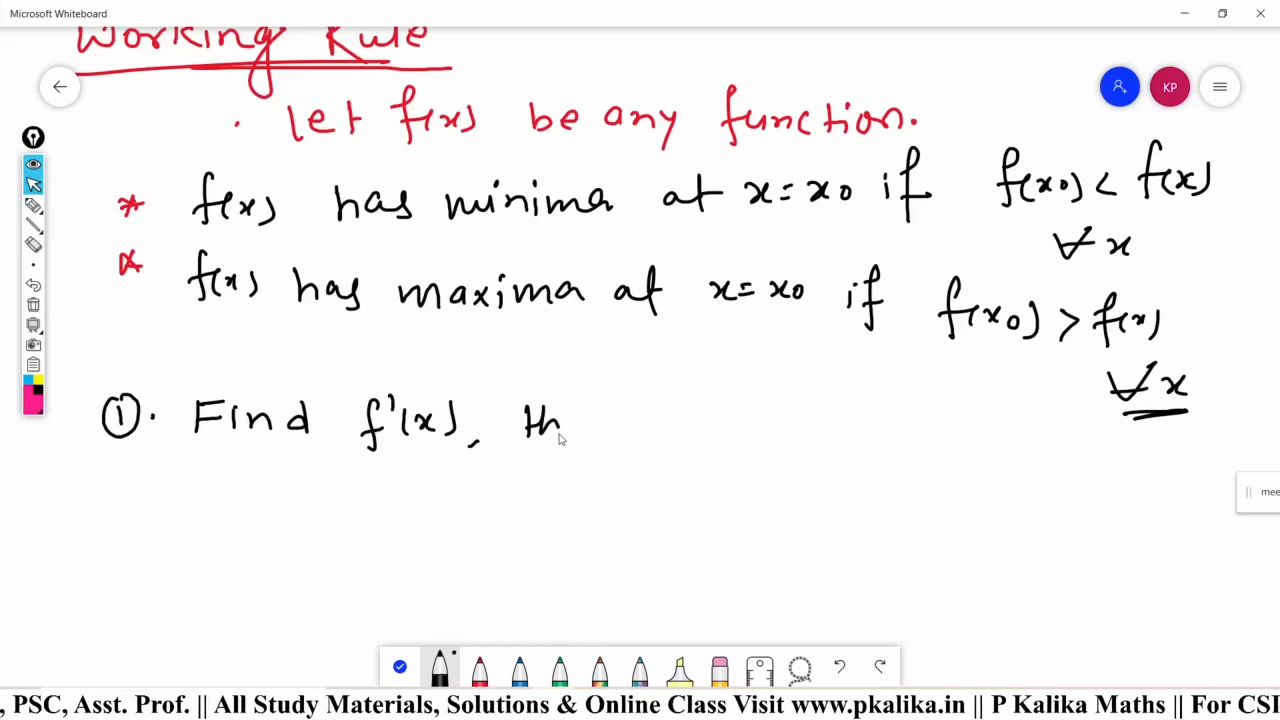 Microsoft Whiteboard
Working Rule
KP
. let f(x) be any function.
* f(x) has minima at x = x0 if f(x0) < f(x)
∀ x
* f(x) has maxima at x = x0 if f(x0) > f(x)
∀ x
①. Find f'(x), th
mee
, PSC, Asst. Prof. || All Study Materials, Solutions & Online Class Visit www.pkalika.in || P Kalika Maths || For CSI